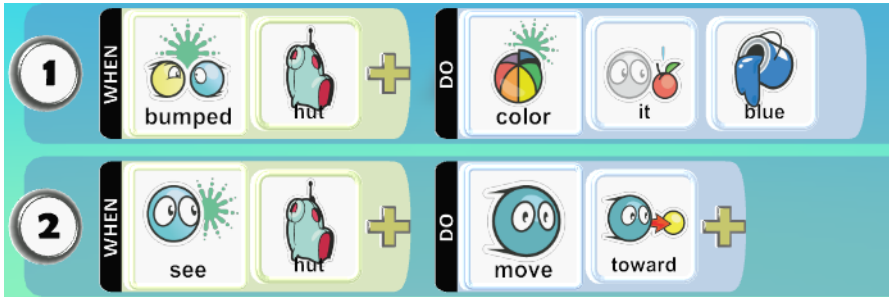 1 WHEN bumped hut DO color it blue
2 WHEN see hut DO move toward